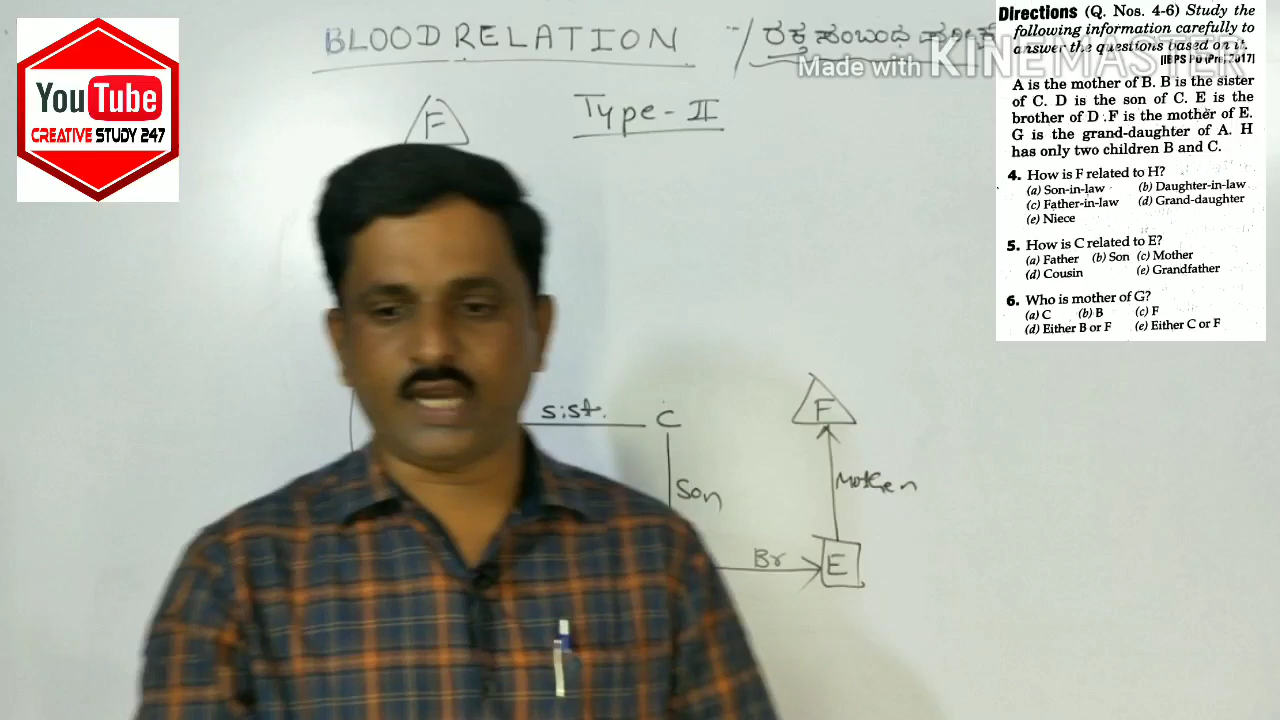 You Tube
CREATIVE STUDY 247
BLOOD RELATION :-/ ರಕ್ತ ಸಂಬಂಧ
Made with KINEMASTER
Type - II
F
sist. C
Son
F
Mother
Br E
Directions (Q. Nos. 4-6) Study the
following information carefully to
answer the questions based on it.
[IBPS PO (Pre) 2017]
A is the mother of B. B is the sister
of C. D is the son of C. E is the
brother of D .F is the mother of E.
G is the grand-daughter of A. H
has only two children B and C.
4. How is F related to H?
(a) Son-in-law (b) Daughter-in-law
(c) Father-in-law (d) Grand-daughter
(e) Niece
5. How is C related to E?
(a) Father (b) Son (c) Mother
(d) Cousin (e) Grandfather
6. Who is mother of G?
(a) C (b) B (c) F
(d) Either B or F (e) Either C or F